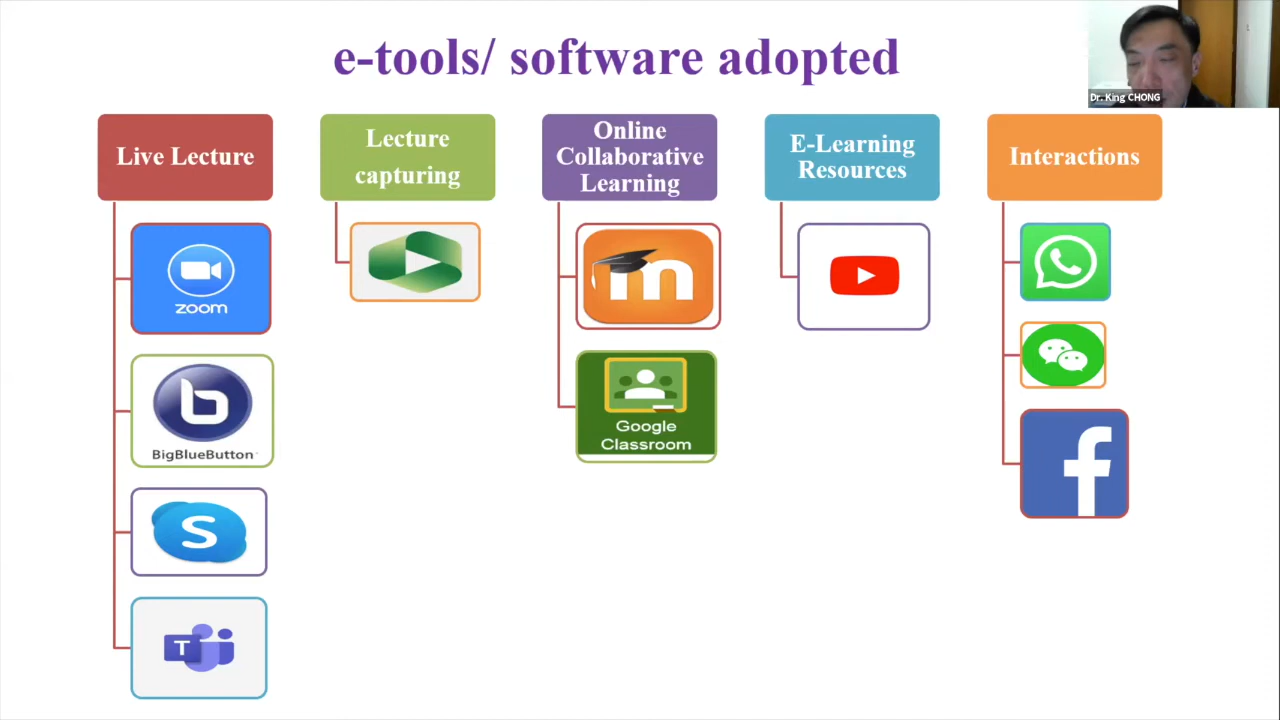 e-tools/ software adopted
Dr. King CHONG
Live Lecture
Lecture
capturing
Online
Collaborative
Learning
E-Learning
Resources
Interactions
zoom
BigBlueButton
S
T
m
Google
Classroom
f